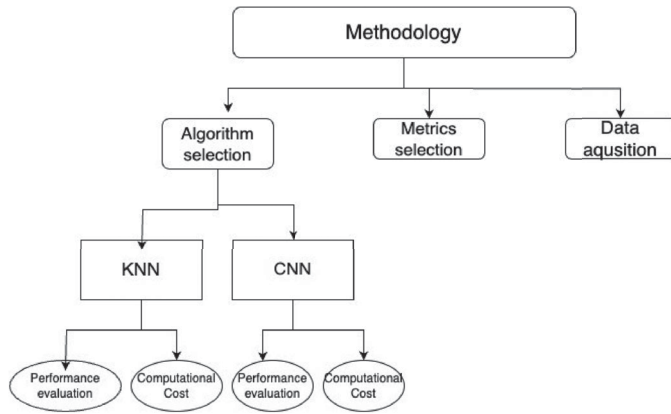 Methodology
Algorithm
selection
Metrics
selection
Data
aqusition
KNN
CNN
Performance
evaluation
Computational
Cost
Performance
evaluation
Computational
Cost